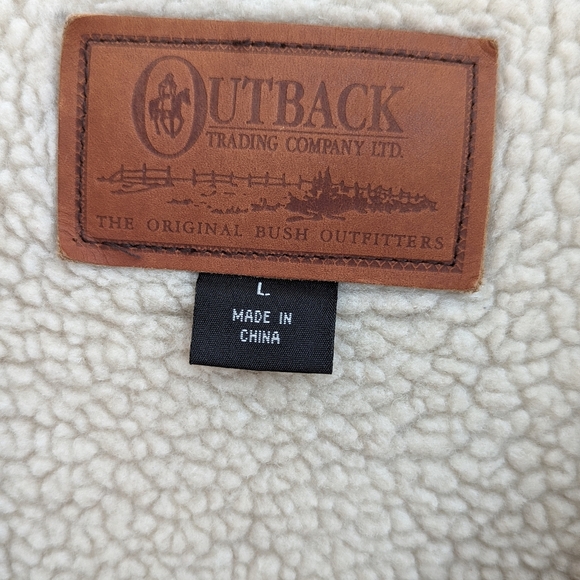 OUTBACK
TRADING COMPANY LTD.
THE ORIGINAL BUSH OUTFITTERS
L
MADE IN
CHINA